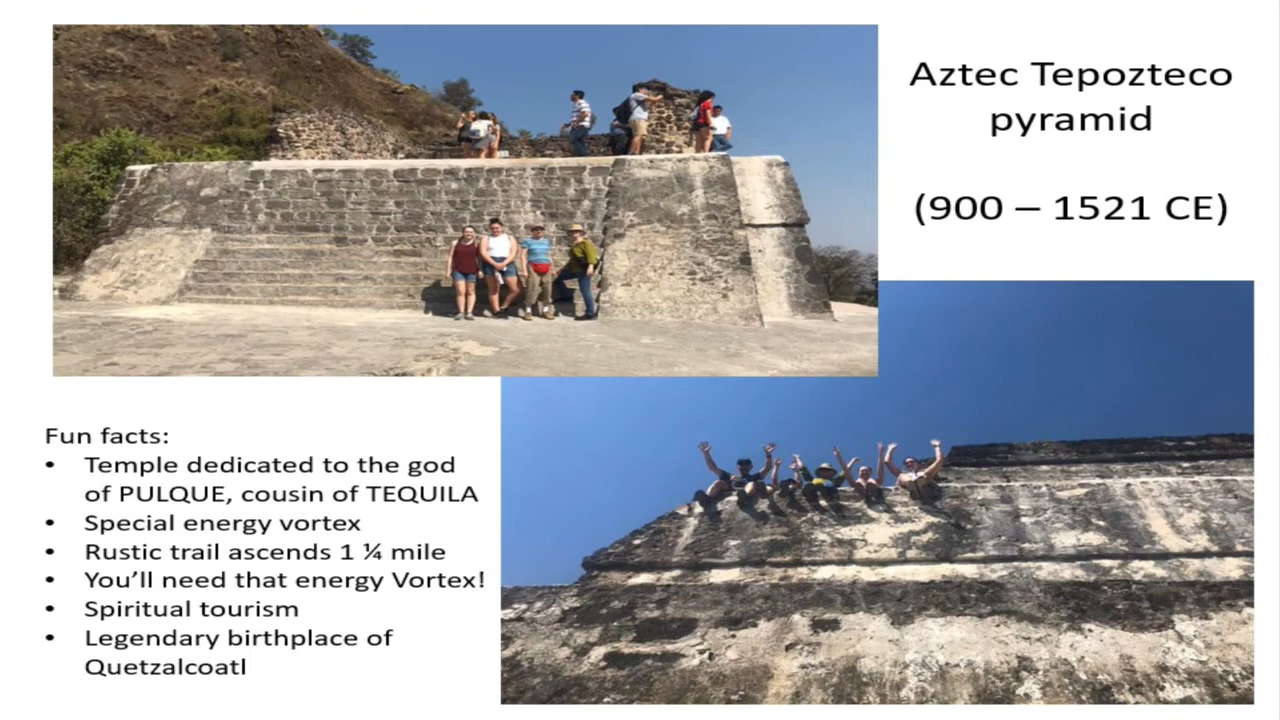 Aztec Tepozteco
pyramid
(900 – 1521 CE)
Fun facts:
• Temple dedicated to the god
of PULQUE, cousin of TEQUILA
• Special energy vortex
• Rustic trail ascends 1 ¼ mile
• You’ll need that energy Vortex!
• Spiritual tourism
• Legendary birthplace of
Quetzalcoatl